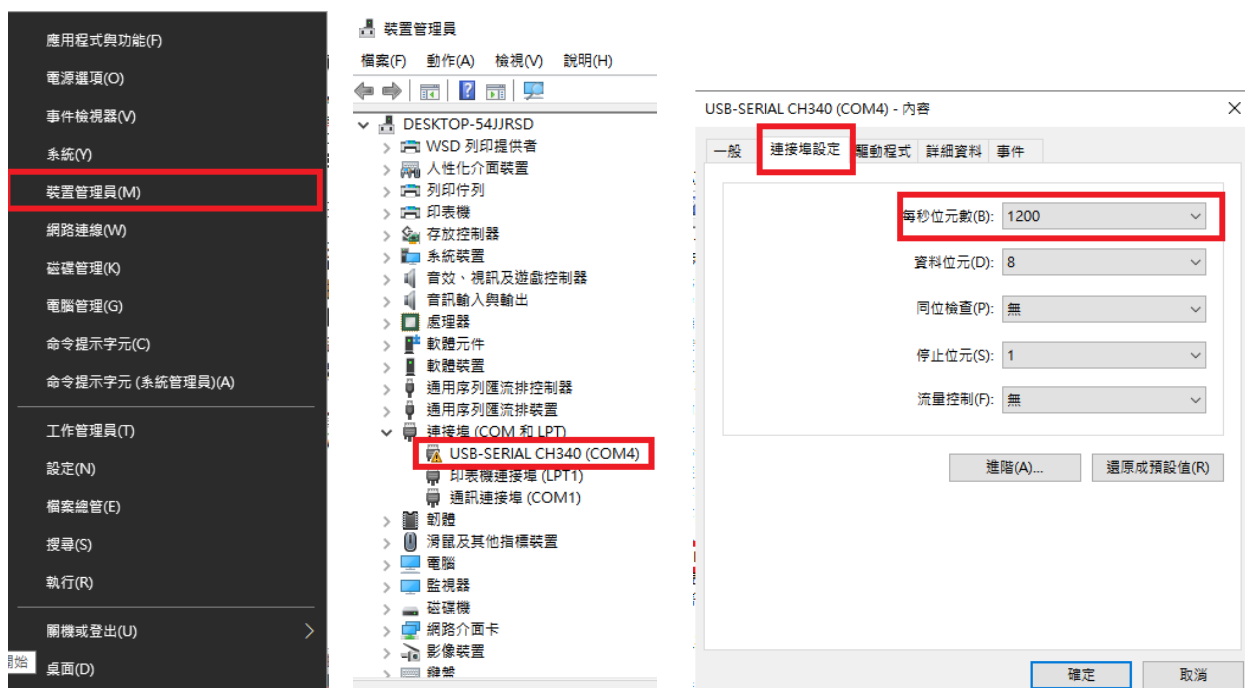 應用程式與功能(F)
電源選項(O)
事件檢視器(V)
系統(Y)
裝置管理員(M)
網路連線(W)
磁碟管理(K)
電腦管理(G)
命令提示字元(C)
命令提示字元 (系統管理員)(A)
工作管理員(T)
設定(N)
檔案總管(E)
搜尋(S)
執行(R)
關機或登出(U)
桌面(D)
裝置管理員
檔案(F) 動作(A) 檢視(V) 說明(H)
DESKTOP-54JJRSD
WSD 列印提供者
人性化介面裝置
列印佇列
印表機
存放控制器
系統裝置
音效、視訊及遊戲控制器
音訊輸入與輸出
處理器
軟體元件
軟體裝置
通用序列匯流排控制器
通用序列匯流排裝置
連接埠 (COM 和 LPT)
USB-SERIAL CH340 (COM4)
印表機連接埠 (LPT1)
通訊連接埠 (COM1)
韌體
滑鼠及其他指標裝置
電腦
監視器
磁碟機
網路介面卡
影像裝置
鍵盤
USB-SERIAL CH340 (COM4) - 內容
一般 連接埠設定 驅動程式 詳細資料 事件
每秒位元數(B): 1200
資料位元(D): 8
同位檢查(P): 無
停止位元(S): 1
流量控制(F): 無
進階(A)... 還原成預設值(R)
確定 取消